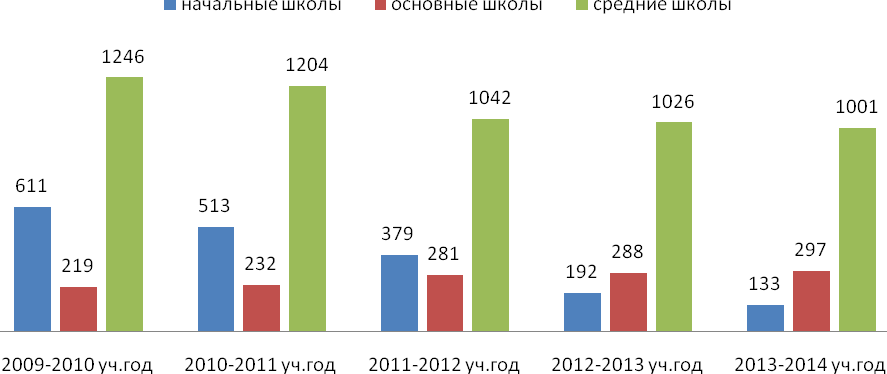 начальные школы основные школы средние школы
1246 1204 1042 1026 1001
611 513 379 192 133
219 232 281 288 297
2009-2010 уч.год 2010-2011 уч.год 2011-2012 уч.год 2012-2013 уч.год 2013-2014 уч.год